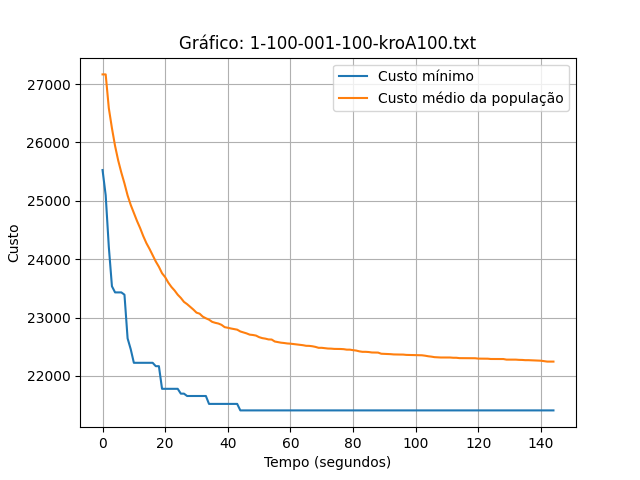 Gráfico: 1-100-001-100-kroA100.txt
Custo mínimo
Custo médio da população
27000
26000
25000
24000
23000
22000
Custo
0 20 40 60 80 100 120 140
Tempo (segundos)